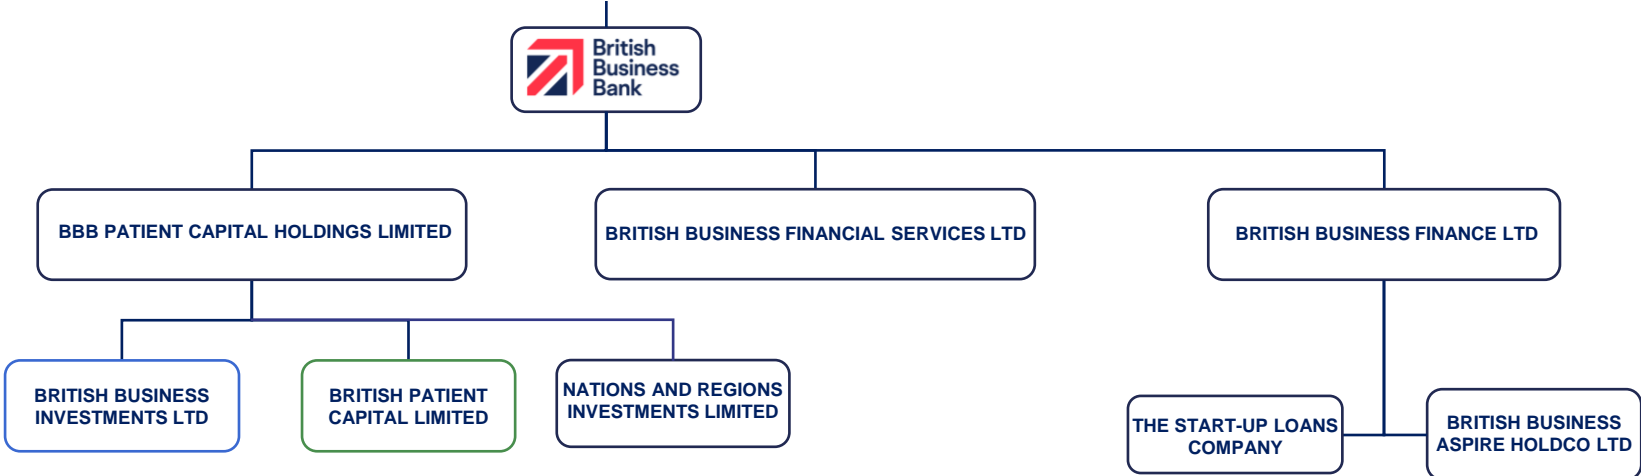 British
Business
Bank
BBB PATIENT CAPITAL HOLDINGS LIMITED
BRITISH BUSINESS FINANCIAL SERVICES LTD
BRITISH BUSINESS FINANCE LTD
BRITISH BUSINESS
INVESTMENTS LTD
BRITISH PATIENT
CAPITAL LIMITED
NATIONS AND REGIONS
INVESTMENTS LIMITED
THE START-UP LOANS
COMPANY
BRITISH BUSINESS
ASPIRE HOLDCO LTD